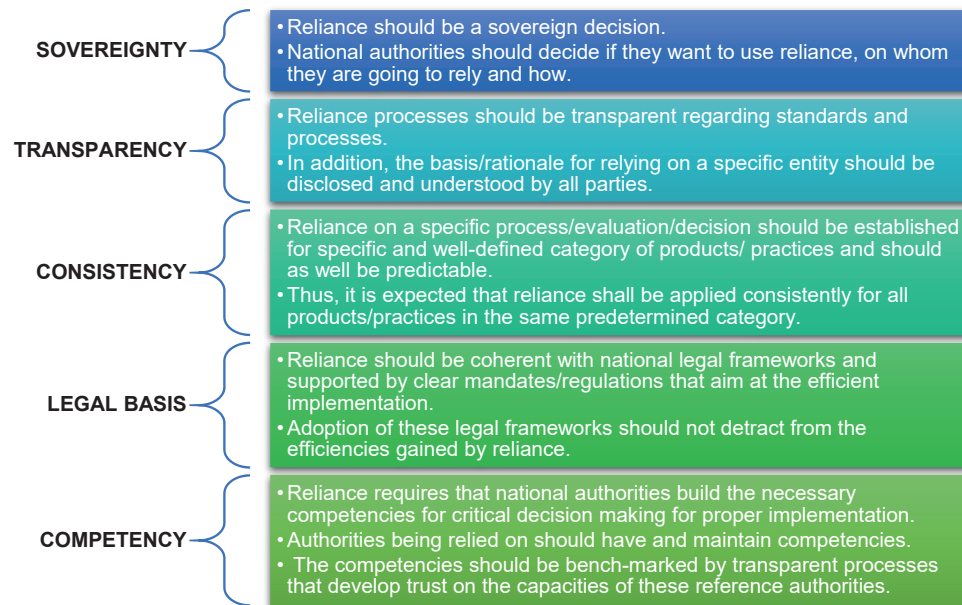 SOVEREIGNTY
• Reliance should be a sovereign decision.
• National authorities should decide if they want to use reliance, on whom
they are going to rely and how.
TRANSPARENCY
• Reliance processes should be transparent regarding standards and
processes.
• In addition, the basis/rationale for relying on a specific entity should be
disclosed and understood by all parties.
CONSISTENCY
• Reliance on a specific process/evaluation/decision should be established
for specific and well-defined category of products/ practices and should
as well be predictable.
• Thus, it is expected that reliance shall be applied consistently for all
products/practices in the same predetermined category.
LEGAL BASIS
• Reliance should be coherent with national legal frameworks and
supported by clear mandates/regulations that aim at the efficient
implementation.
• Adoption of these legal frameworks should not detract from the
efficiencies gained by reliance.
COMPETENCY
• Reliance requires that national authorities build the necessary
competencies for critical decision making for proper implementation.
• Authorities being relied on should have and maintain competencies.
• The competencies should be bench-marked by transparent processes
that develop trust on the capacities of these reference authorities.